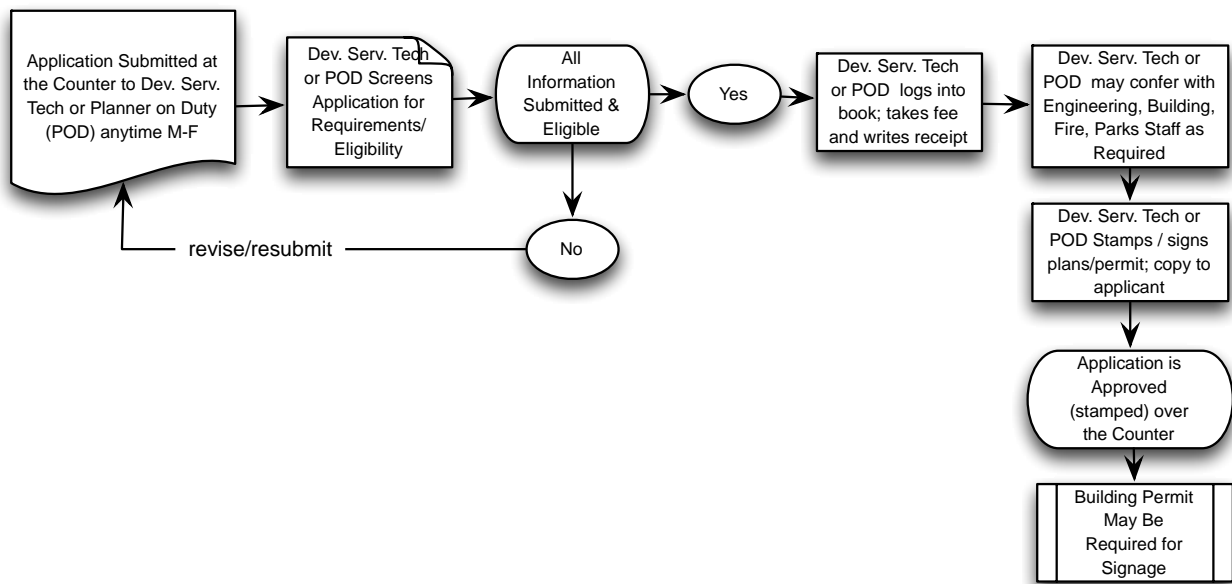 Application Submitted at
the Counter to Dev. Serv.
Tech or Planner on Duty
(POD) anytime M-F
Dev. Serv. Tech
or POD Screens
Application for
Requirements/
Eligibility
All
Information
Submitted &
Eligible
Yes
Dev. Serv. Tech
or POD logs into
book; takes fee
and writes receipt
Dev. Serv. Tech or
POD may confer with
Engineering, Building,
Fire, Parks Staff as
Required
No
revise/resubmit
Dev. Serv. Tech or
POD Stamps / signs
plans/permit; copy to
applicant
Application is
Approved
(stamped) over
the Counter
Building Permit
May Be
Required for
Signage